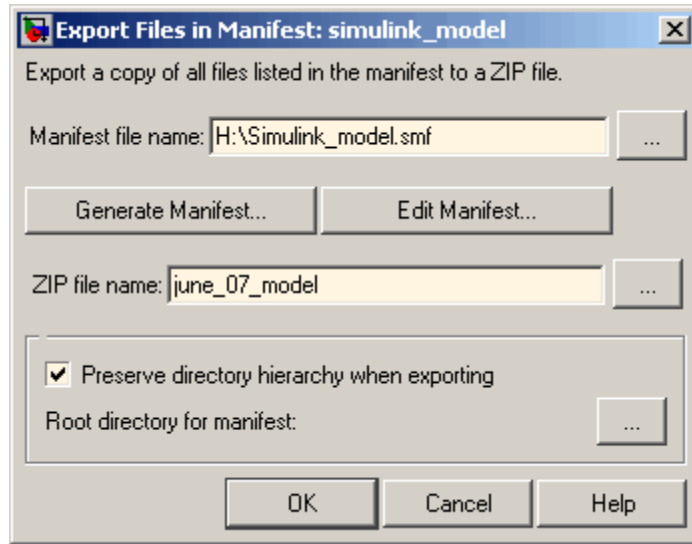 Export Files in Manifest: simulink_model
Export a copy of all files listed in the manifest to a ZIP file.
Manifest file name: H:\Simulink_model.smf ...
Generate Manifest... Edit Manifest...
ZIP file name: june_07_model ...
Preserve directory hierarchy when exporting
Root directory for manifest: ...
OK Cancel Help